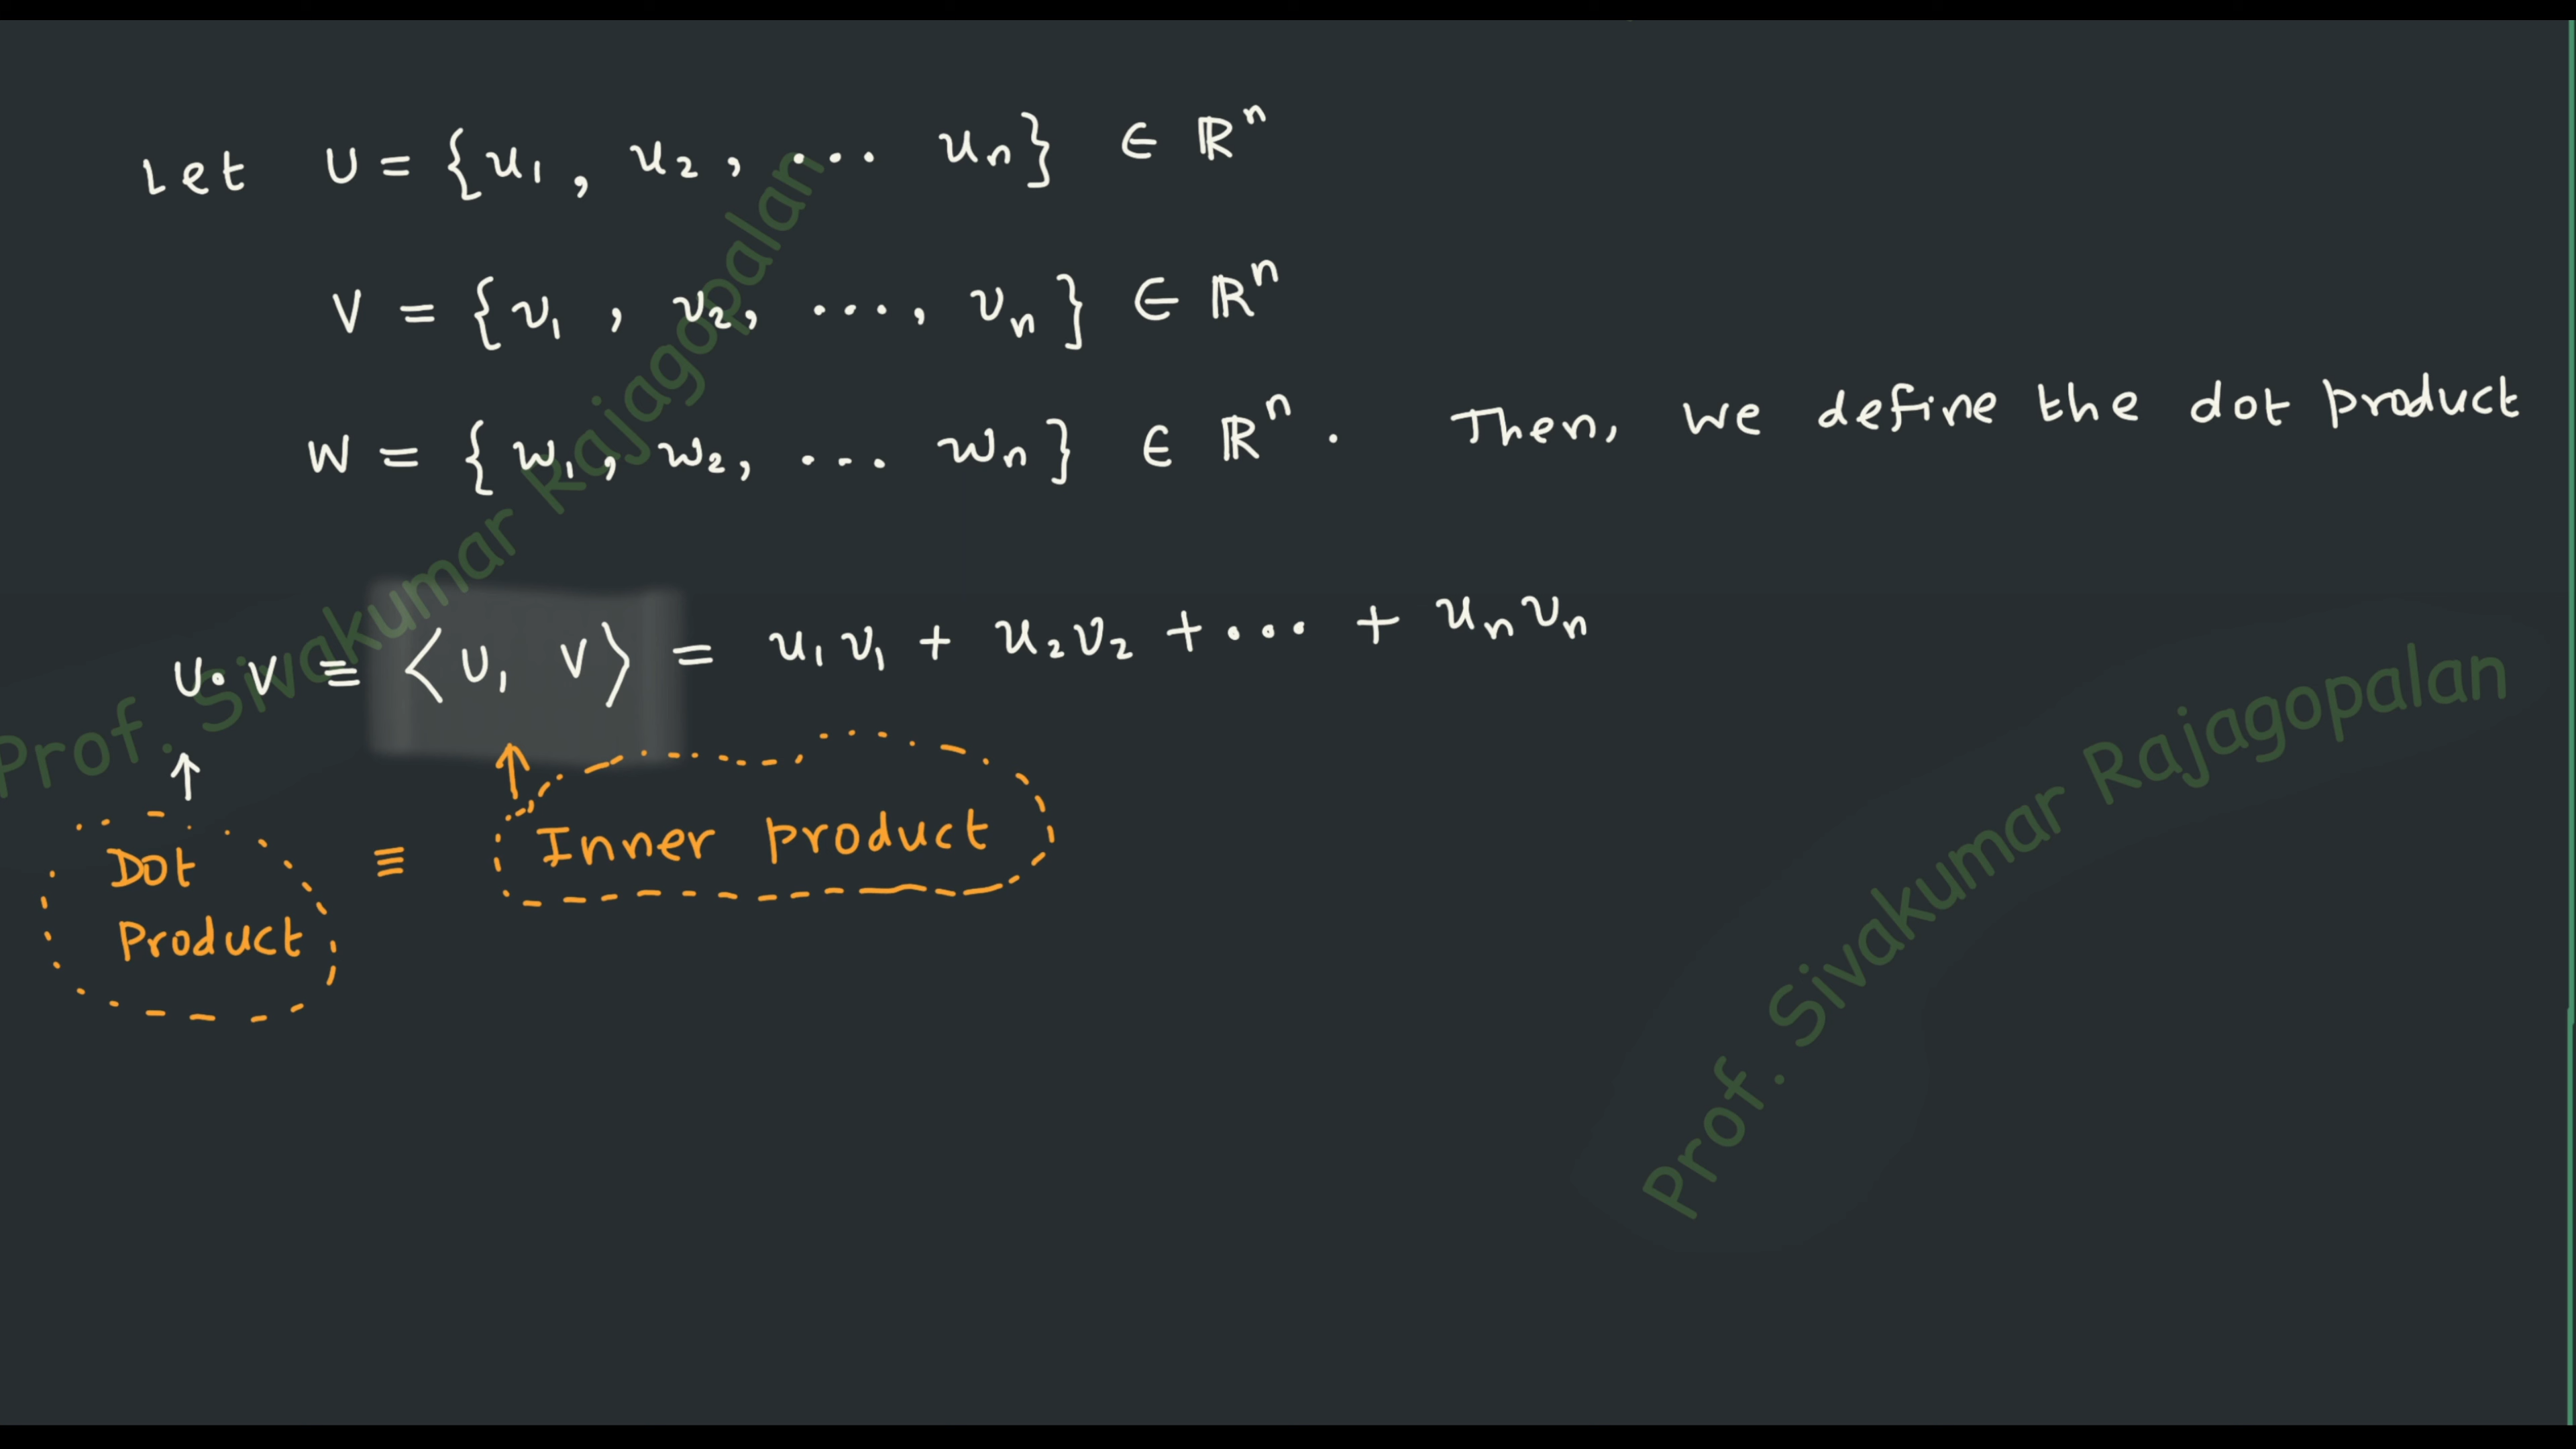 Let U = {u₁, u₂, ... uₙ} ∈ ℝⁿ
V = {v₁, v₂, ..., vₙ} ∈ ℝⁿ
W = {w₁, w₂, ... wₙ} ∈ ℝⁿ. Then, we define the dot product
U•V ≡ ⟨U, V⟩ = u₁v₁ + u₂v₂ + ... + uₙvₙ
↑ ↑
Dot Product ≡ Inner product
Prof. Sivakumar Rajagopalan
Prof. Sivakumar Rajagopalan